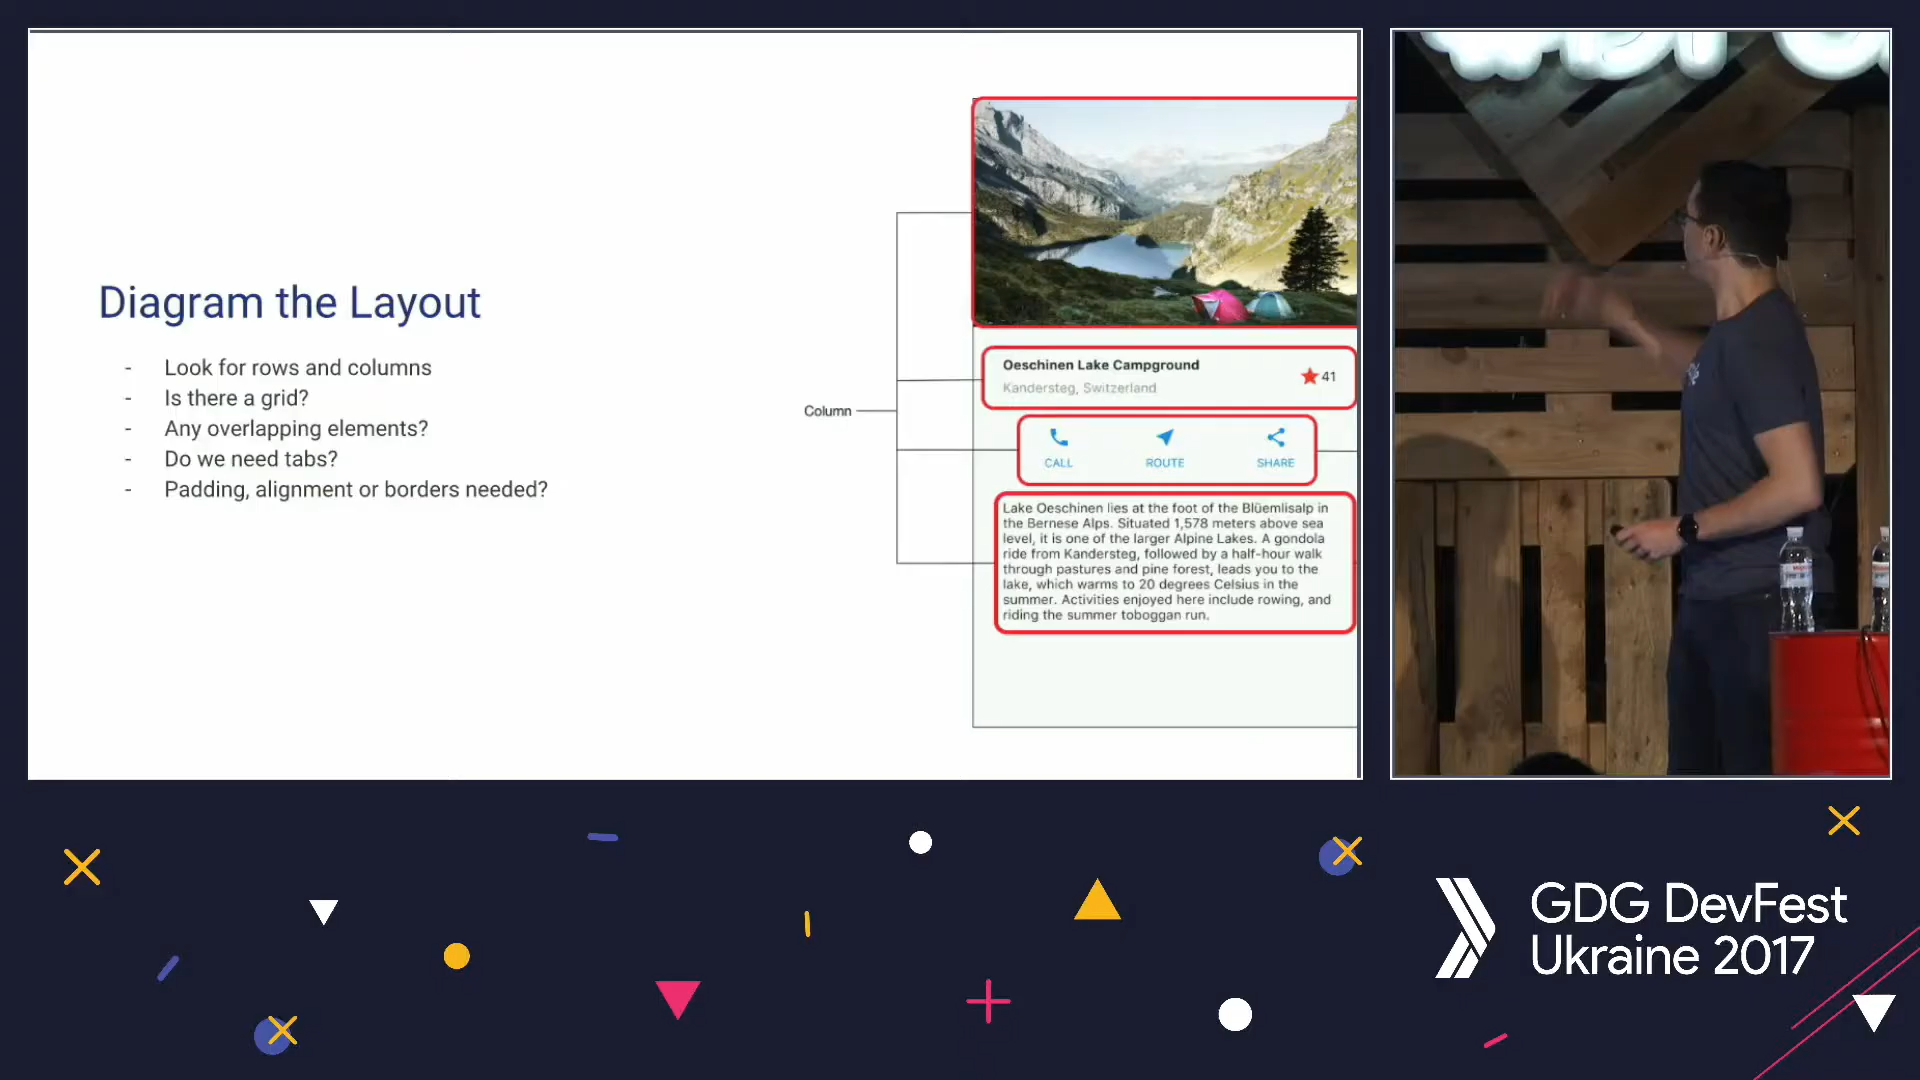 Diagram the Layout
- Look for rows and columns
- Is there a grid?
- Any overlapping elements?
- Do we need tabs?
- Padding, alignment or borders needed?
Column
Oeschinen Lake Campground
Kandersteg, Switzerland
41
CALL ROUTE SHARE
Lake Oeschinen lies at the foot of the Blüemlisalp in
the Bernese Alps. Situated 1,578 meters above sea
level, it is one of the larger Alpine Lakes. A gondola
ride from Kandersteg, followed by a half-hour walk
through pastures and pine forest, leads you to the
lake, which warms to 20 degrees Celsius in the
summer. Activities enjoyed here include rowing, and
riding the summer toboggan run.
GDG DevFest
Ukraine 2017